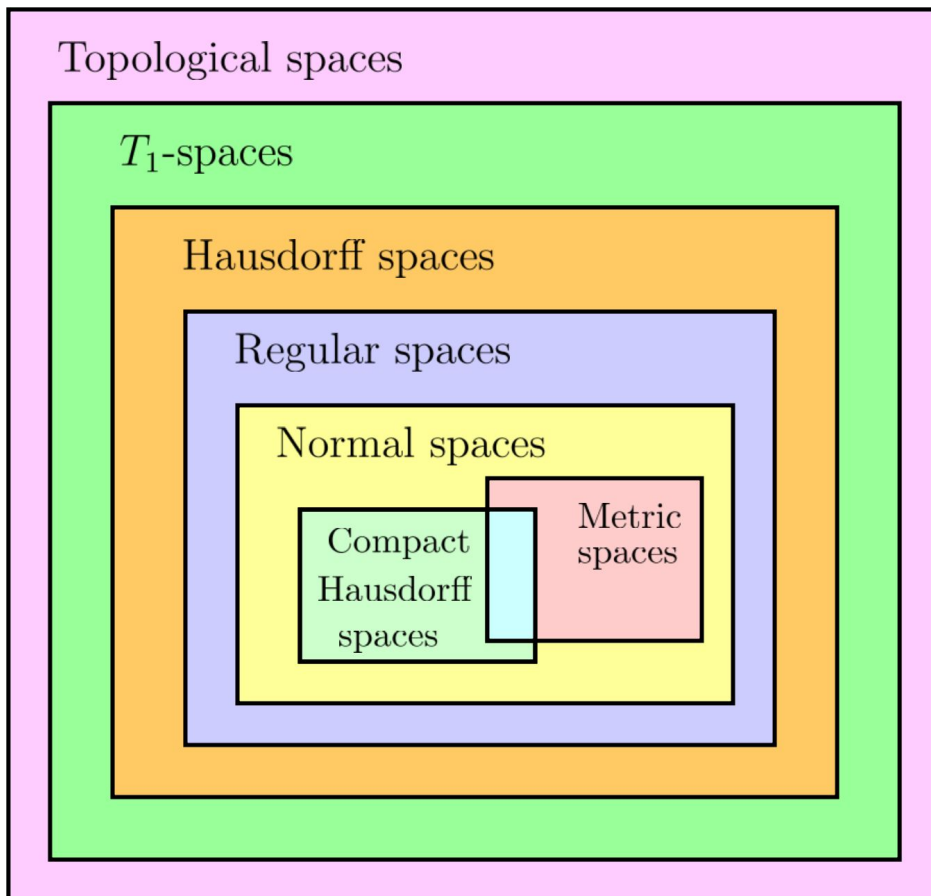 Topological spaces
T₁-spaces
Hausdorff spaces
Regular spaces
Normal spaces
Compact
Hausdorff
spaces
Metric
spaces